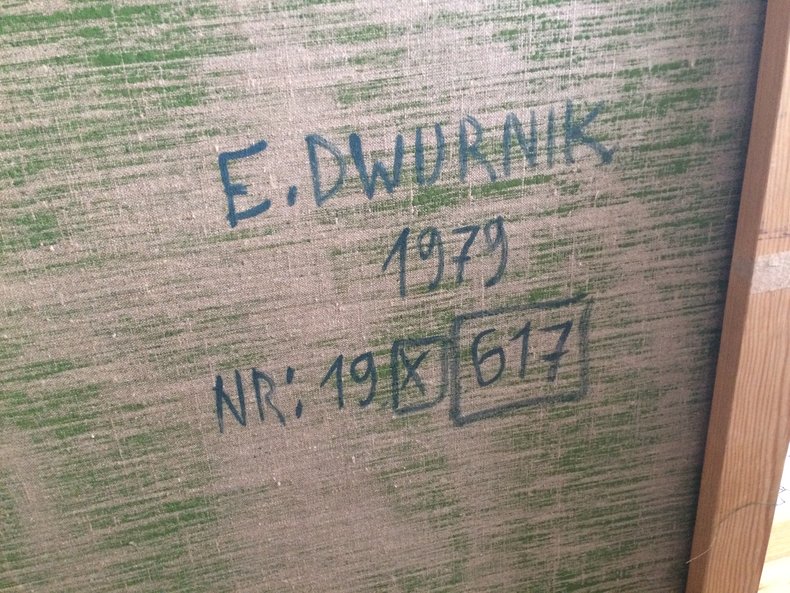 E. DWURNIK
1979
NR: 19 X 617